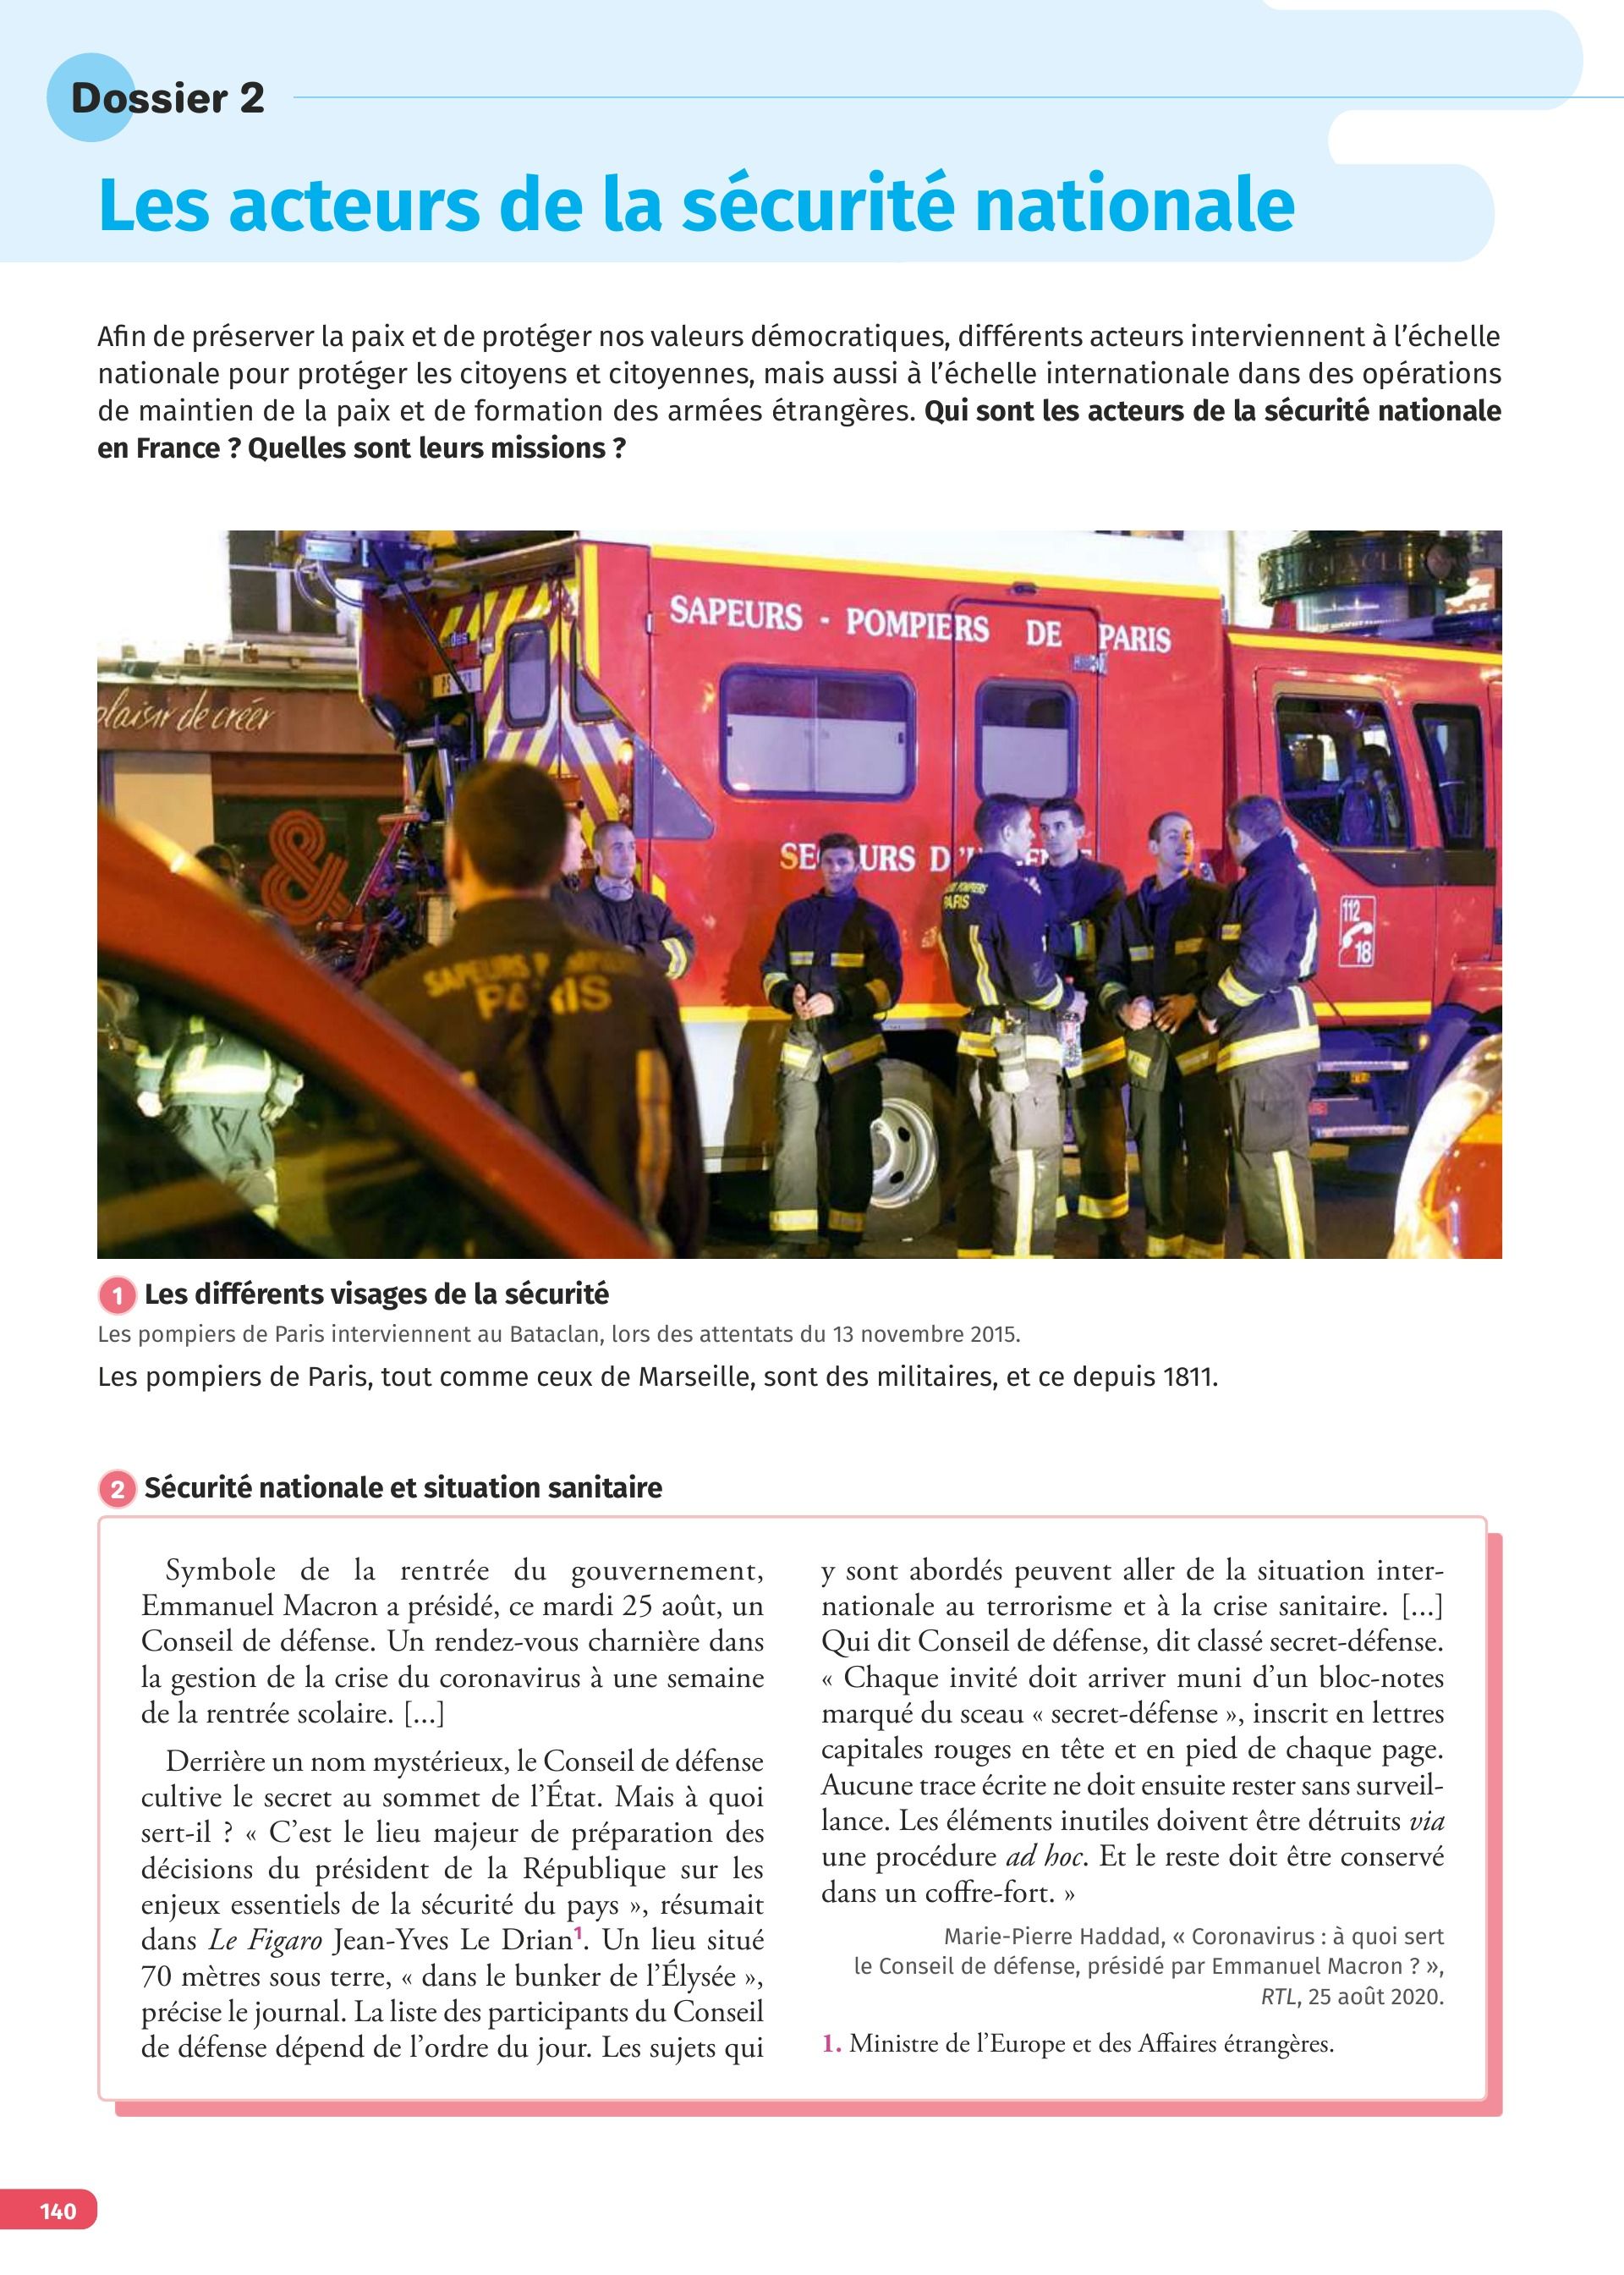 Dossier 2
Les acteurs de la sécurité nationale
Afin de préserver la paix et de protéger nos valeurs démocratiques, différents acteurs interviennent à l’échelle
nationale pour protéger les citoyens et citoyennes, mais aussi à l’échelle internationale dans des opérations
de maintien de la paix et de formation des armées étrangères. Qui sont les acteurs de la sécurité nationale
en France ? Quelles sont leurs missions ?
SAPEURS - POMPIERS DE PARIS
plaisir de créer
&
PARIS
112
18
SAPEURS
PARIS
1 Les différents visages de la sécurité
Les pompiers de Paris interviennent au Bataclan, lors des attentats du 13 novembre 2015.
Les pompiers de Paris, tout comme ceux de Marseille, sont des militaires, et ce depuis 1811.
2 Sécurité nationale et situation sanitaire
Symbole de la rentrée du gouvernement,
Emmanuel Macron a présidé, ce mardi 25 août, un
Conseil de défense. Un rendez-vous charnière dans
la gestion de la crise du coronavirus à une semaine
de la rentrée scolaire. [...]
Derrière un nom mystérieux, le Conseil de défense
cultive le secret au sommet de l’État. Mais à quoi
sert-il ? « C’est le lieu majeur de préparation des
décisions du président de la République sur les
enjeux essentiels de la sécurité du pays », résumait
dans Le Figaro Jean-Yves Le Drian1. Un lieu situé
70 mètres sous terre, « dans le bunker de l’Élysée »,
précise le journal. La liste des participants du Conseil
de défense dépend de l’ordre du jour. Les sujets qui
y sont abordés peuvent aller de la situation inter-
nationale au terrorisme et à la crise sanitaire. [...]
Qui dit Conseil de défense, dit classé secret-défense.
« Chaque invité doit arriver muni d’un bloc-notes
marqué du sceau « secret-défense », inscrit en lettres
capitales rouges en tête et en pied de chaque page.
Aucune trace écrite ne doit ensuite rester sans surveil-
lance. Les éléments inutiles doivent être détruits via
une procédure ad hoc. Et le reste doit être conservé
dans un coffre-fort. »
Marie-Pierre Haddad, « Coronavirus : à quoi sert
le Conseil de défense, présidé par Emmanuel Macron ? »,
RTL, 25 août 2020.
1. Ministre de l’Europe et des Affaires étrangères.
140